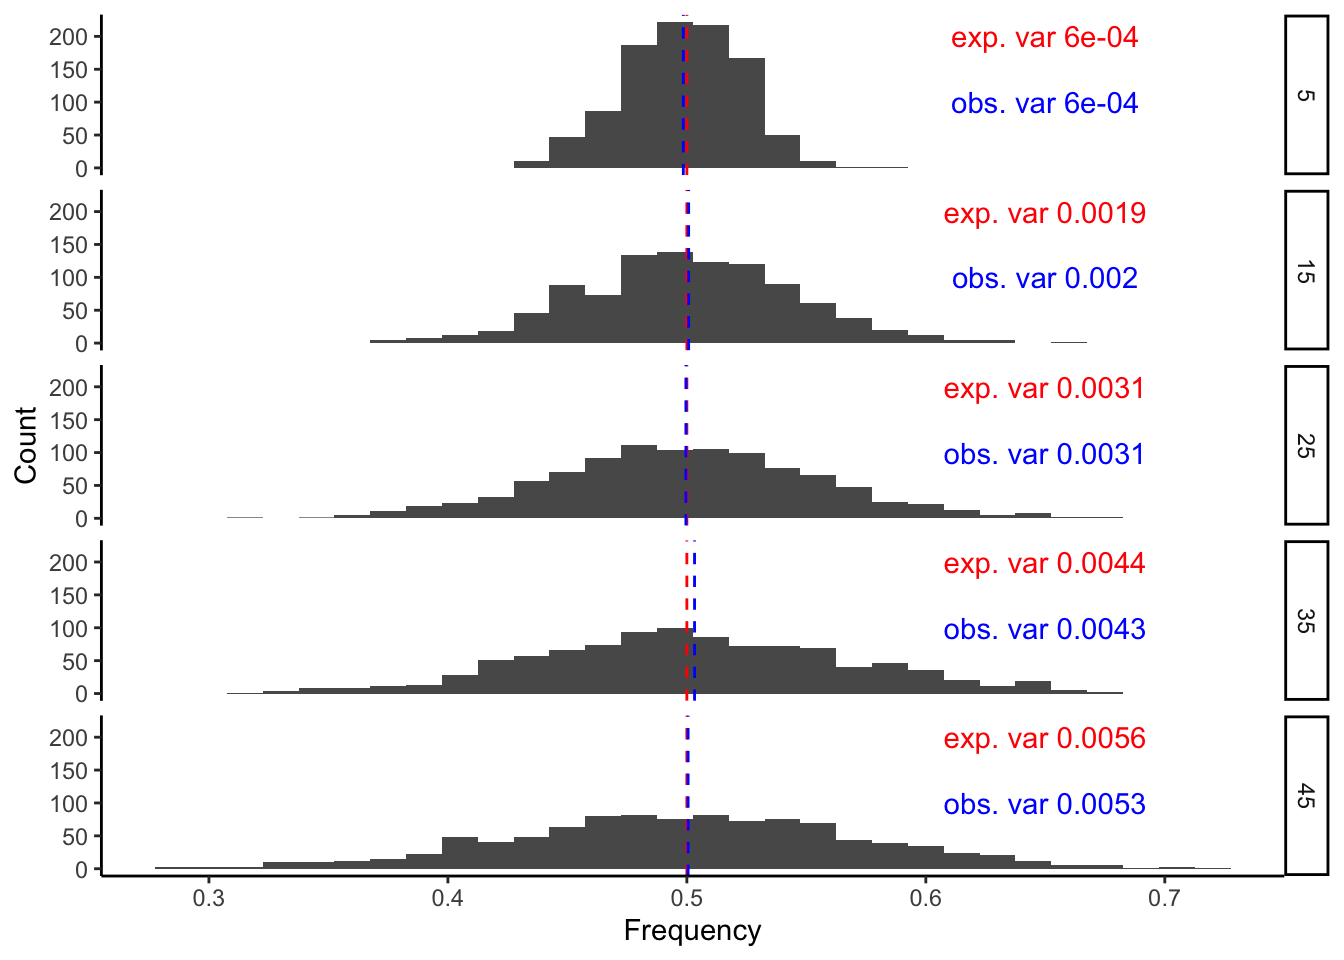 200
150
100
50
0
exp. var 6e-04
obs. var 6e-04
5
200
150
100
50
0
exp. var 0.0019
obs. var 0.002
15
200
150
100
50
0
exp. var 0.0031
obs. var 0.0031
25
200
150
100
50
0
exp. var 0.0044
obs. var 0.0043
35
200
150
100
50
0
exp. var 0.0056
obs. var 0.0053
45
Count
0.3 0.4 0.5 0.6 0.7
Frequency